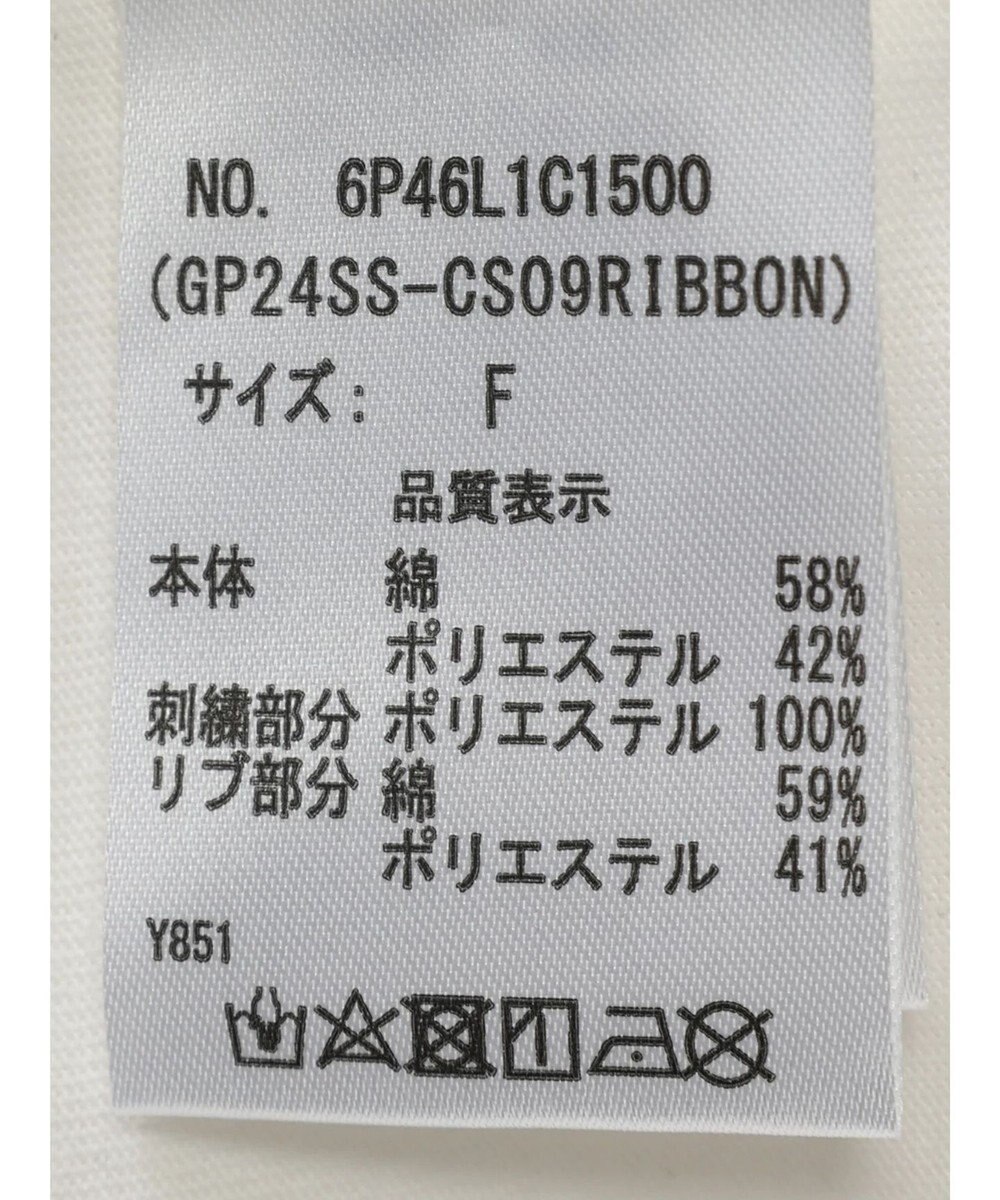 NO. 6P46L1C1500
(GP24SS-CS09RIBBON)
サイズ: F
品質表示
本体 綿 58%
ポリエステル 42%
刺繍部分 ポリエステル 100%
リブ部分 綿 59%
ポリエステル 41%
Y851